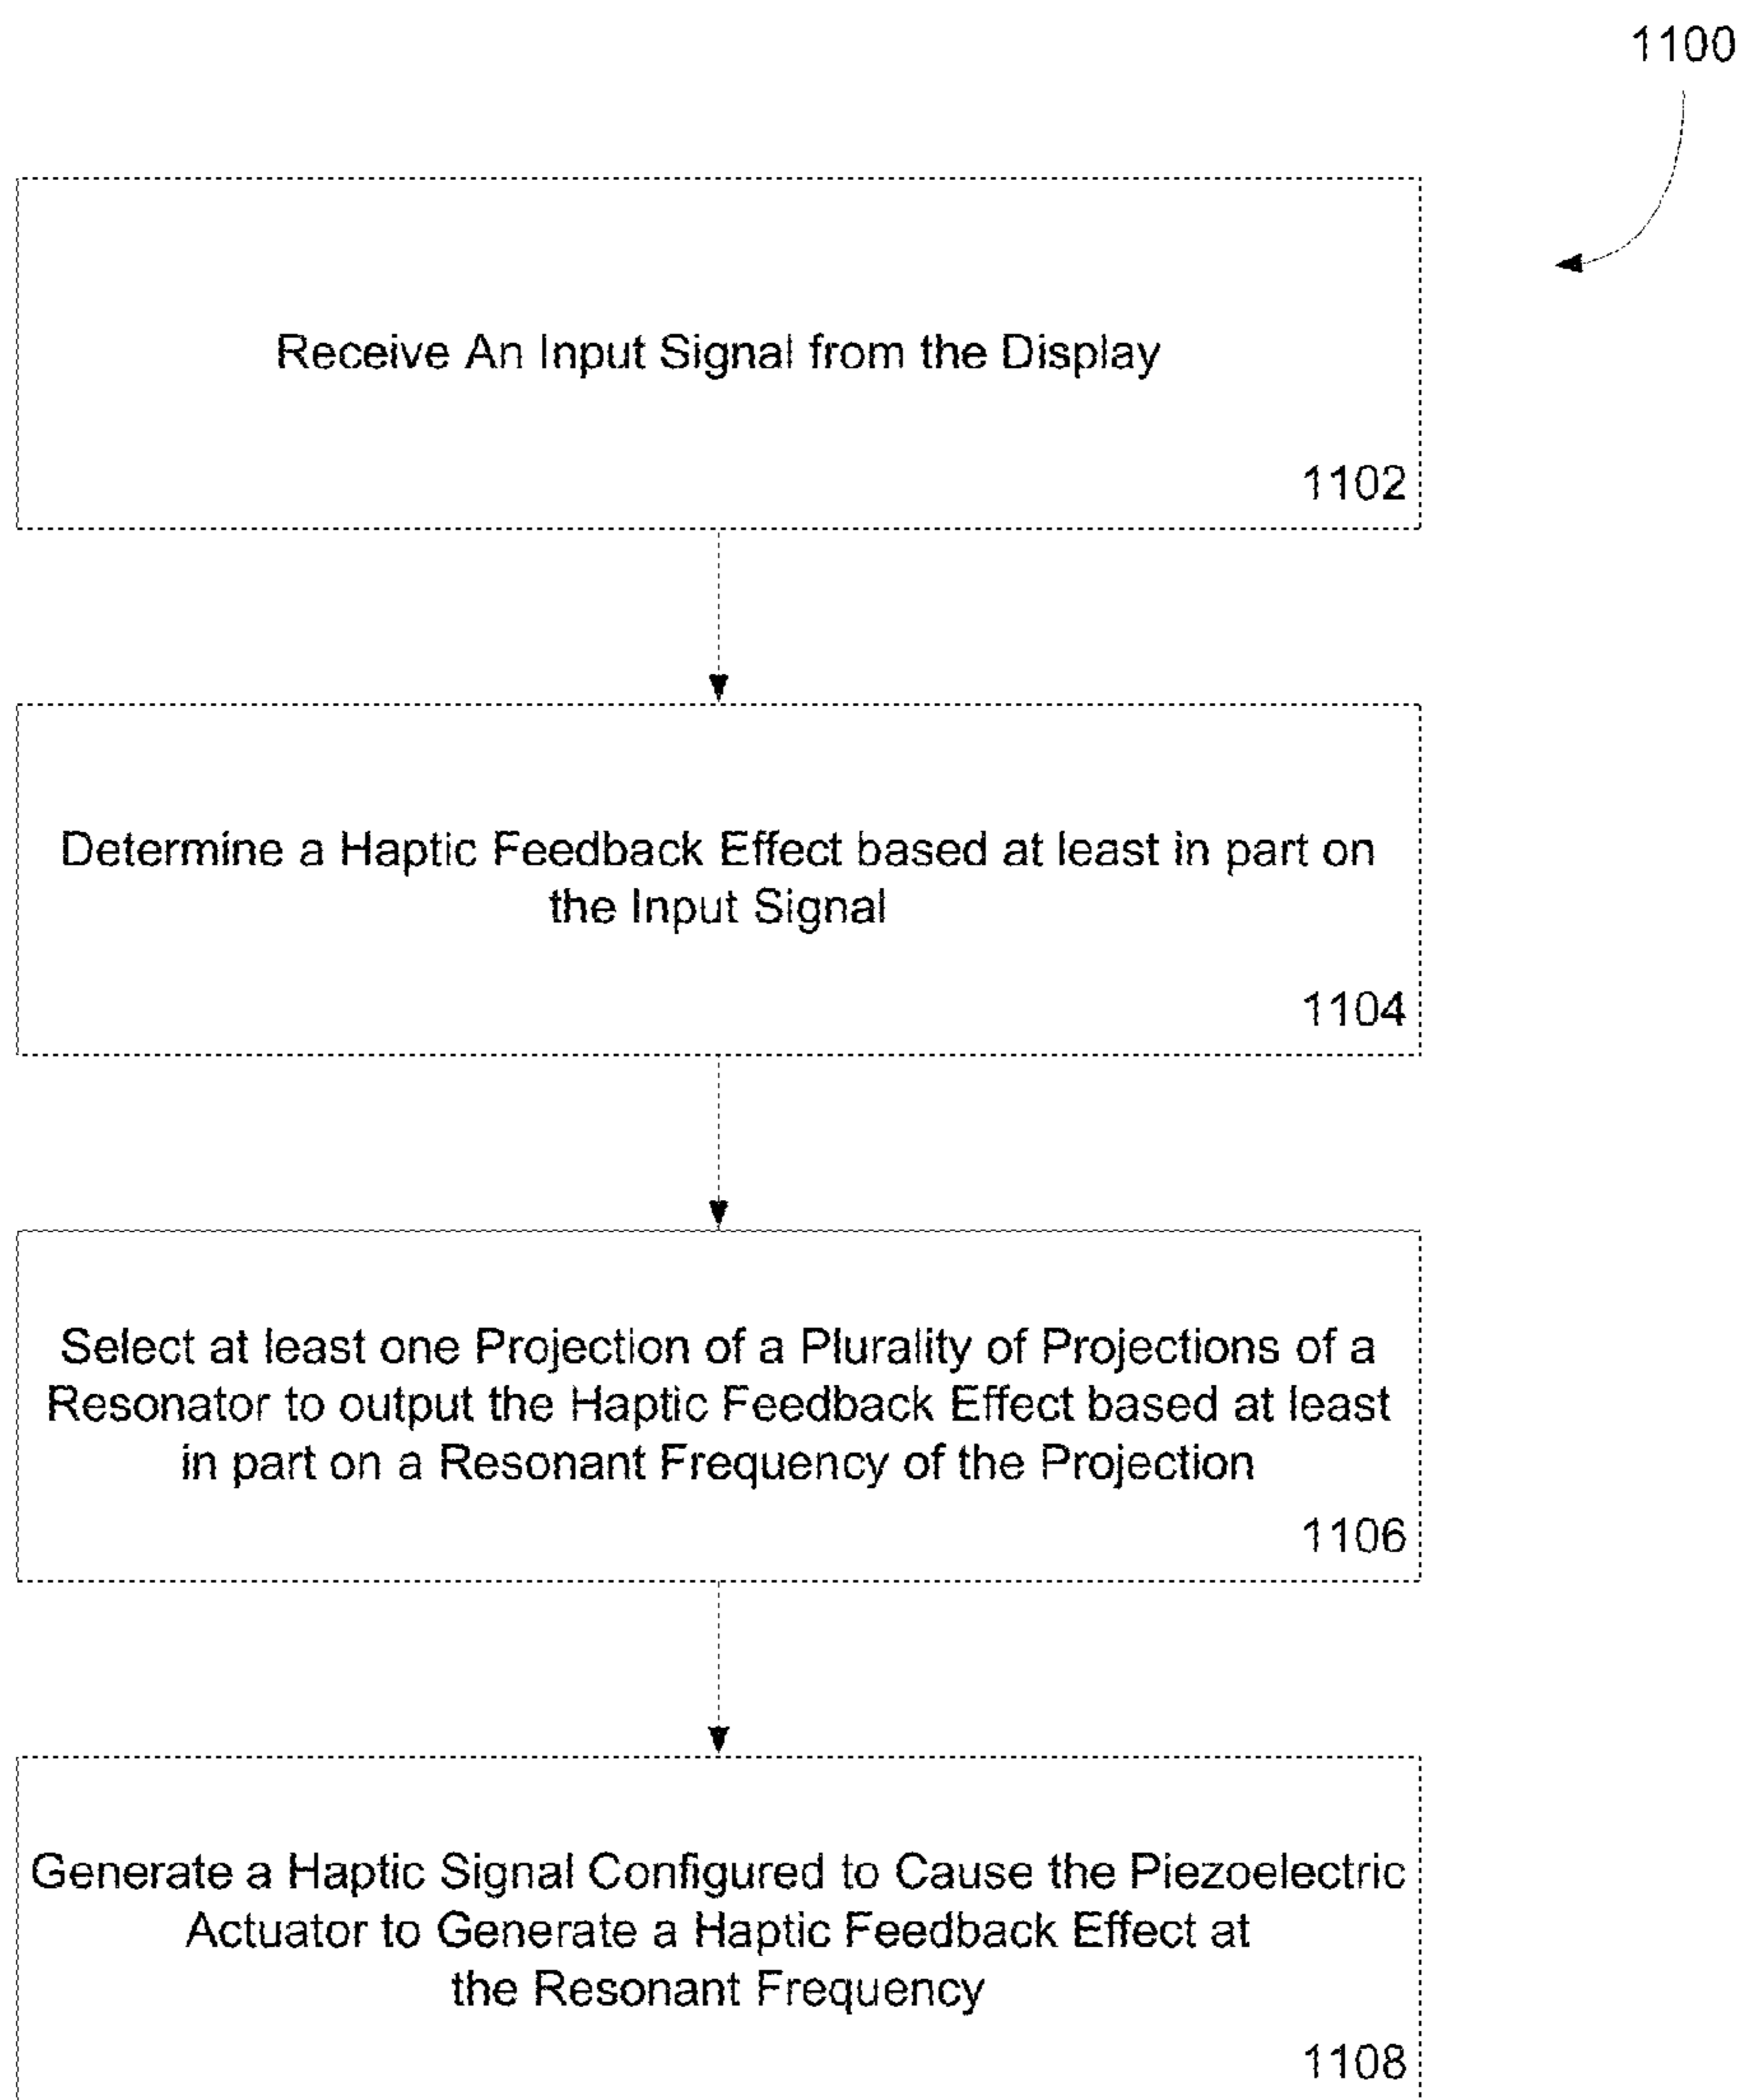 1100
Receive An Input Signal from the Display
1102
Determine a Haptic Feedback Effect based at least in part on
the Input Signal
1104
Select at least one Projection of a Plurality of Projections of a
Resonator to output the Haptic Feedback Effect based at least
in part on a Resonant Frequency of the Projection
1106
Generate a Haptic Signal Configured to Cause the Piezoelectric
Actuator to Generate a Haptic Feedback Effect at
the Resonant Frequency
1108